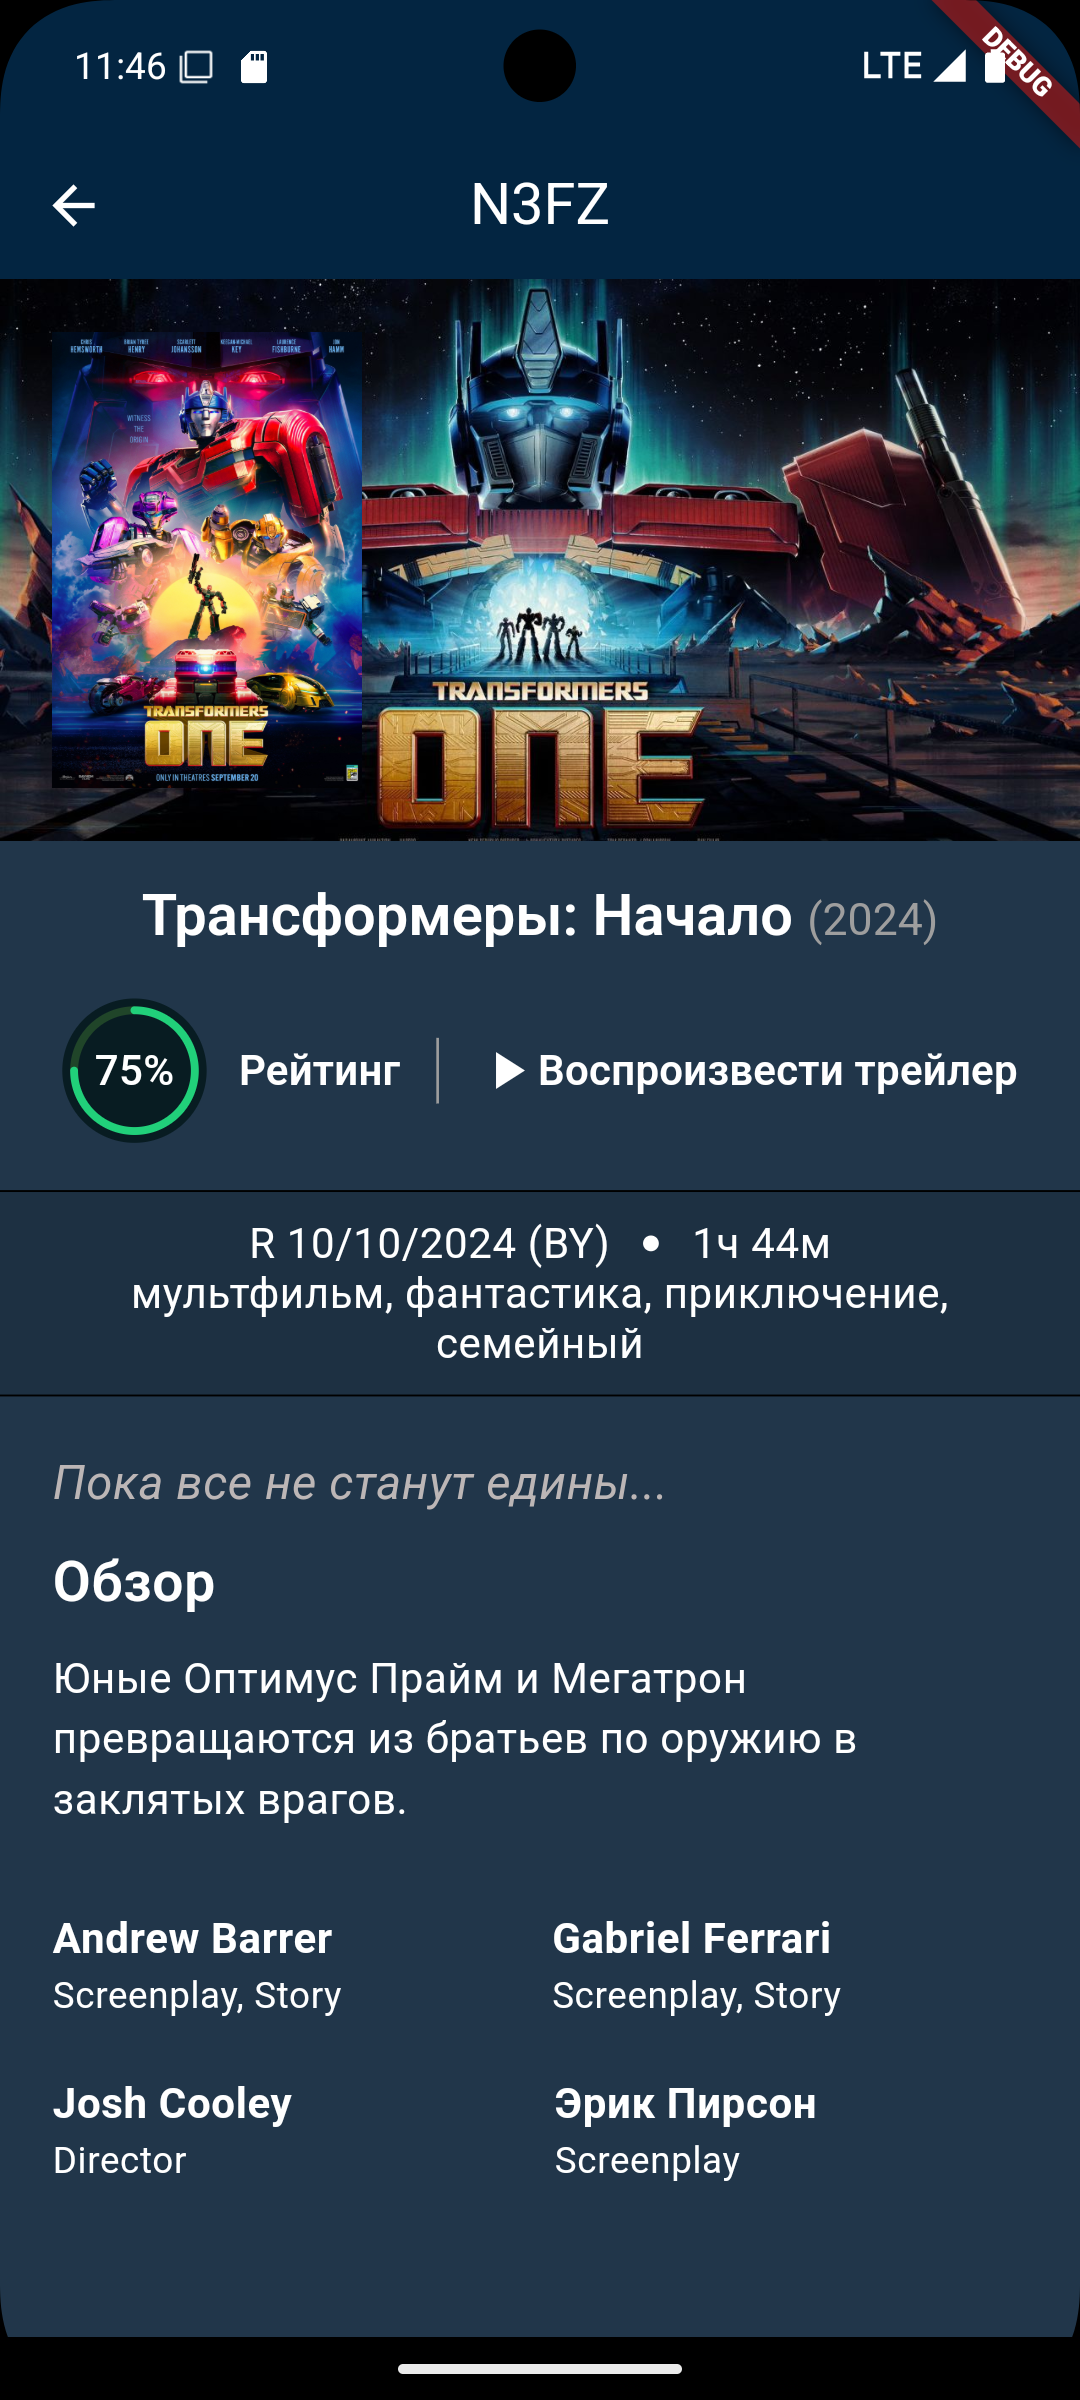 11:46
LTE
DEBUG
N3FZ
CHRIS HEMSWORTH
BRIAN TYREE HENRY
SCARLETT JOHANSSON
KEEGAN-MICHAEL KEY
LAURENCE FISHBURNE
JON HAMM
WITNESS
THE
ORIGIN
TRANSFORMERS
ONE
ONLY IN THEATRES SEPTEMBER 20
TRANSFORMERS
ONE
Трансформеры: Начало (2024)
75% Рейтинг
Воспроизвести трейлер
R 10/10/2024 (BY) • 1ч 44м
мультфильм, фантастика, приключение,
семейный
Пока все не станут едины...
Обзор
Юные Оптимус Прайм и Мегатрон
превращаются из братьев по оружию в
заклятых врагов.
Andrew Barrer
Screenplay, Story
Gabriel Ferrari
Screenplay, Story
Josh Cooley
Director
Эрик Пирсон
Screenplay